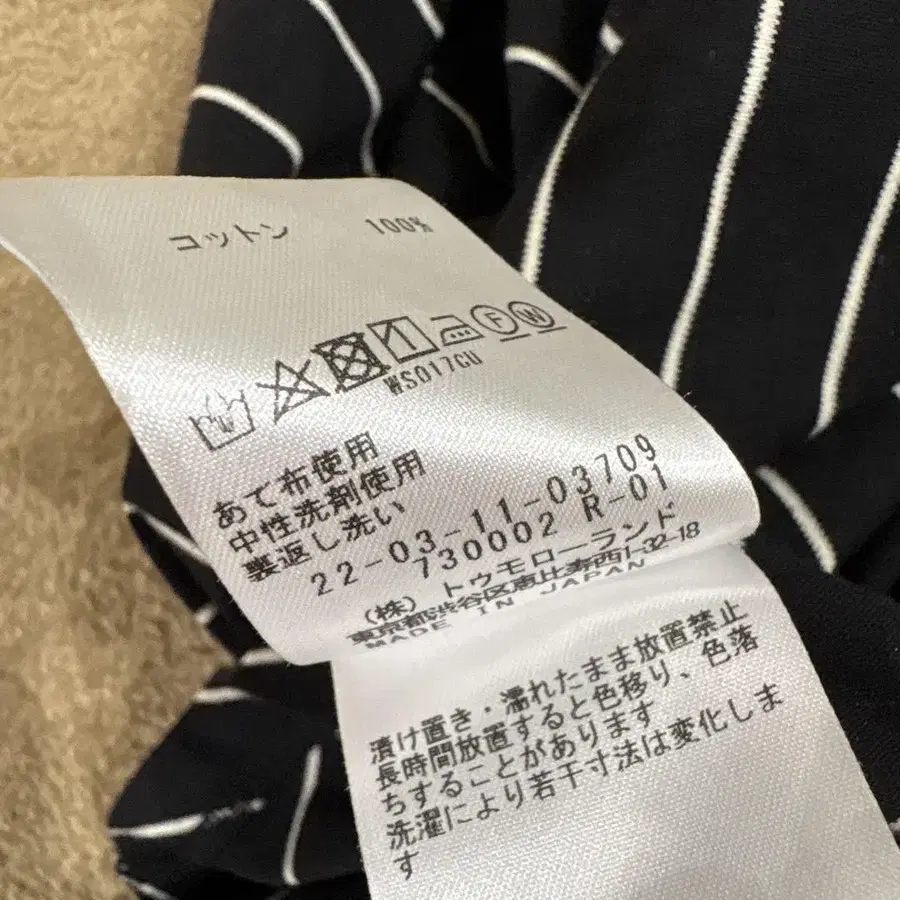 コットン 100%
F W
WS017CU
あて布使用
中性洗剤使用
裏返し洗い
22-03-11-03709
730002 R-01
(株) トゥモローランド
東京都渋谷区恵比寿西1-32-18
MADE IN JAPAN
漬け置き・濡れたまま放置禁止
長時間放置すると色移り、色落
ちすることがあります
洗濯により若干寸法は変化しま
す